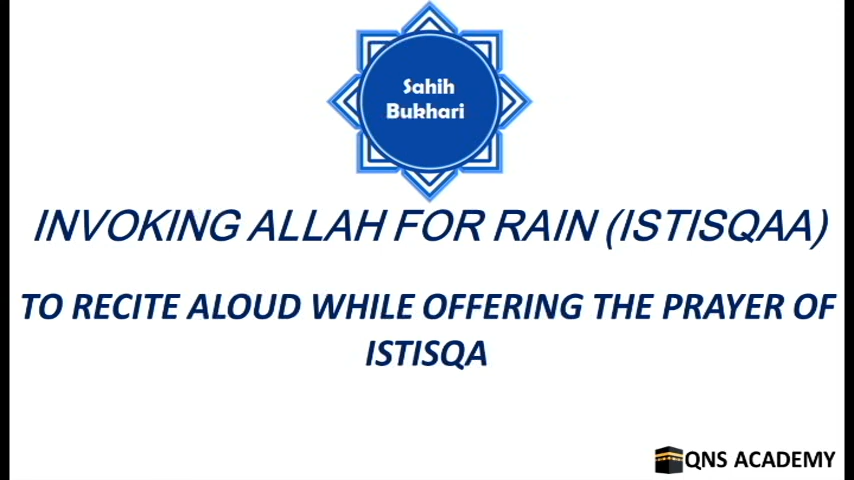 Sahih
Bukhari
INVOKING ALLAH FOR RAIN (ISTISQAA)
TO RECITE ALOUD WHILE OFFERING THE PRAYER OF
ISTISQA
QNS ACADEMY